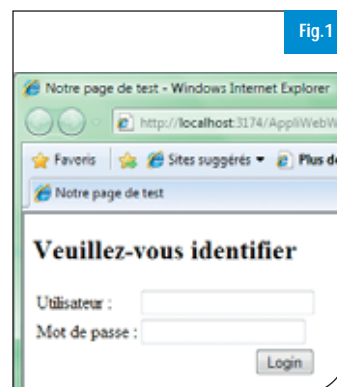 Fig.1
Notre page de test - Windows Internet Explorer
http://localhost:3174/AppliWebW
Favoris Sites suggérés Plus d
Notre page de test
Veuillez-vous identifier
Utilisateur :
Mot de passe :
Login